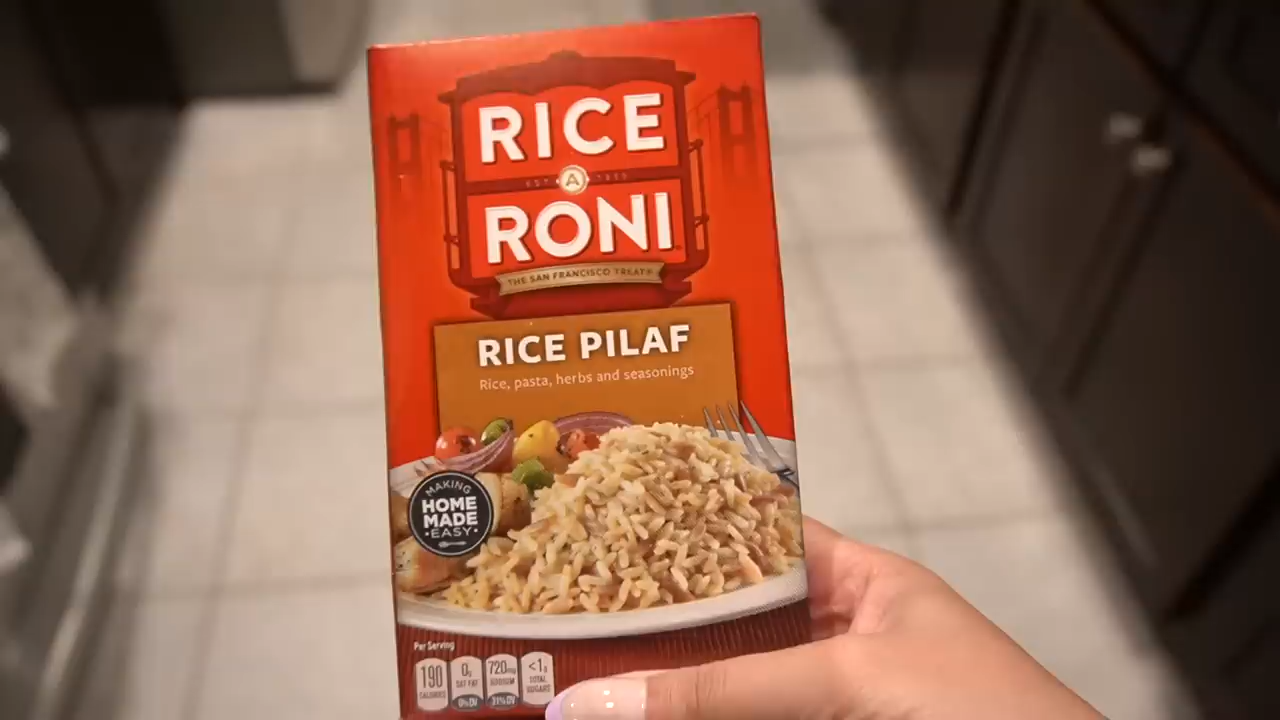 RICE
EST A 1958
RONI
THE SAN FRANCISCO TREAT®
RICE PILAF
Rice, pasta, herbs and seasonings
MAKING
HOME
MADE
•EASY•
Per Serving
190
CALORIES
0g
SAT FAT
0% DV
720mg
SODIUM
31% DV
<1g
TOTAL
SUGARS